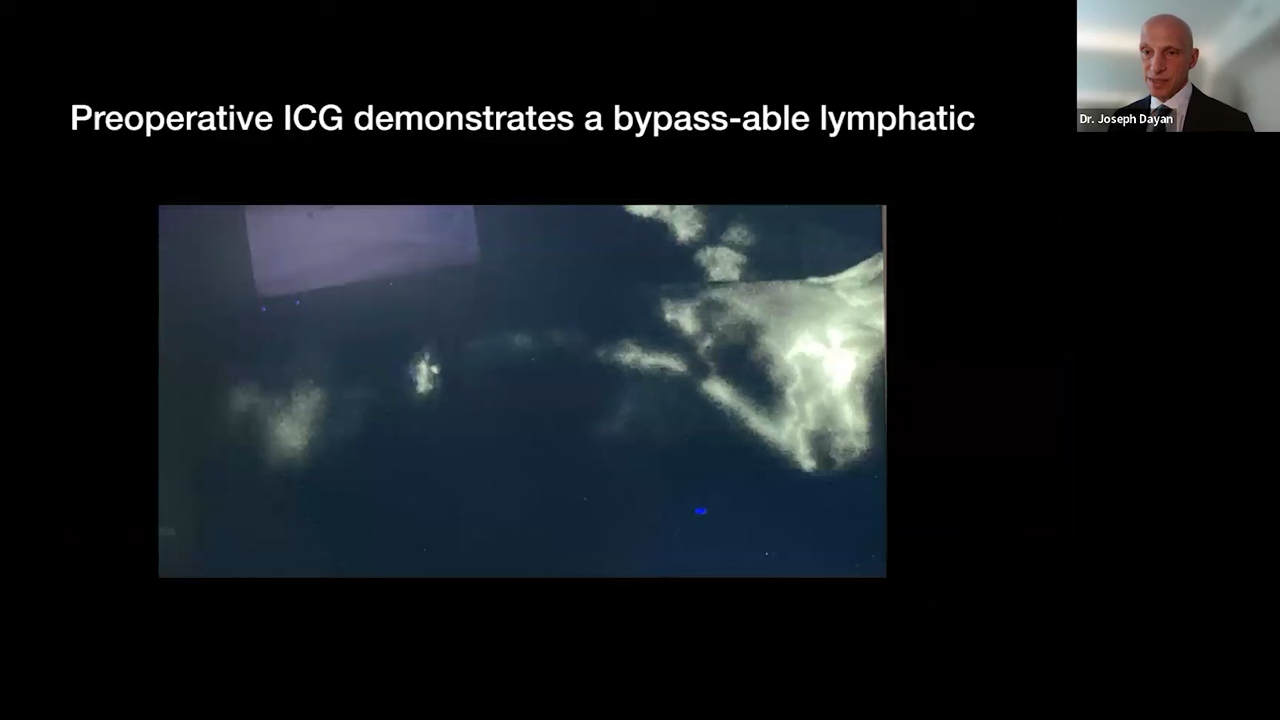 Preoperative ICG demonstrates a bypass-able lymphatic
Dr. Joseph Dayan